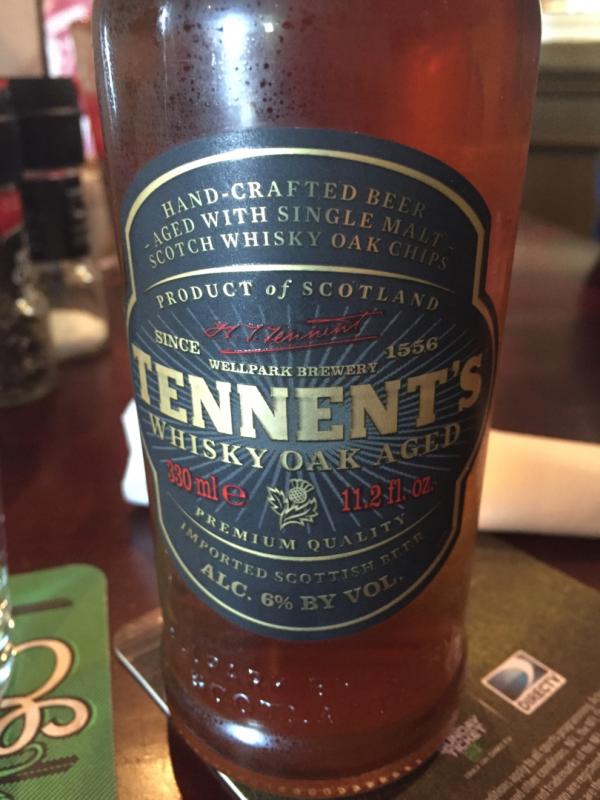 HAND-CRAFTED BEER
- AGED WITH SINGLE MALT -
SCOTCH WHISKY OAK CHIPS
PRODUCT of SCOTLAND
H. T. Tennent
SINCE 1556
WELLPARK BREWERY
TENNENT'S
WHISKY OAK AGED
330 ml e 11.2 fl. oz.
PREMIUM QUALITY
IMPORTED SCOTTISH BEER
ALC. 6% BY VOL.
DIRECTV